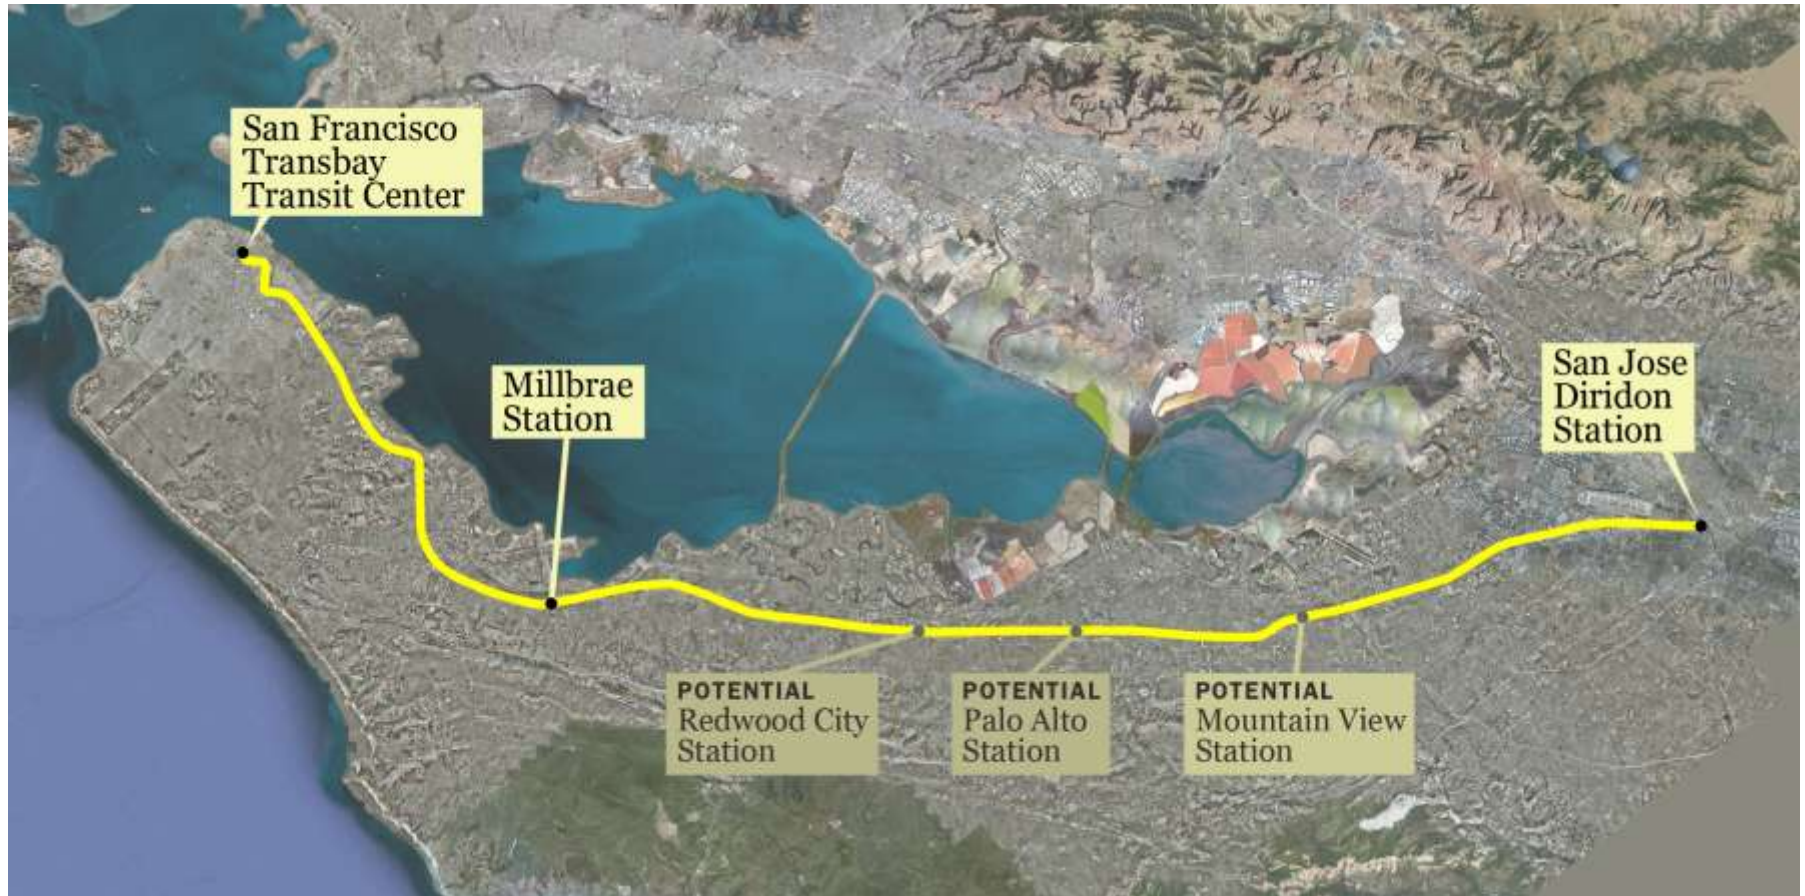 San Francisco
Transbay
Transit Center
Millbrae
Station
San Jose
Diridon
Station
POTENTIAL
Redwood City
Station
POTENTIAL
Palo Alto
Station
POTENTIAL
Mountain View
Station